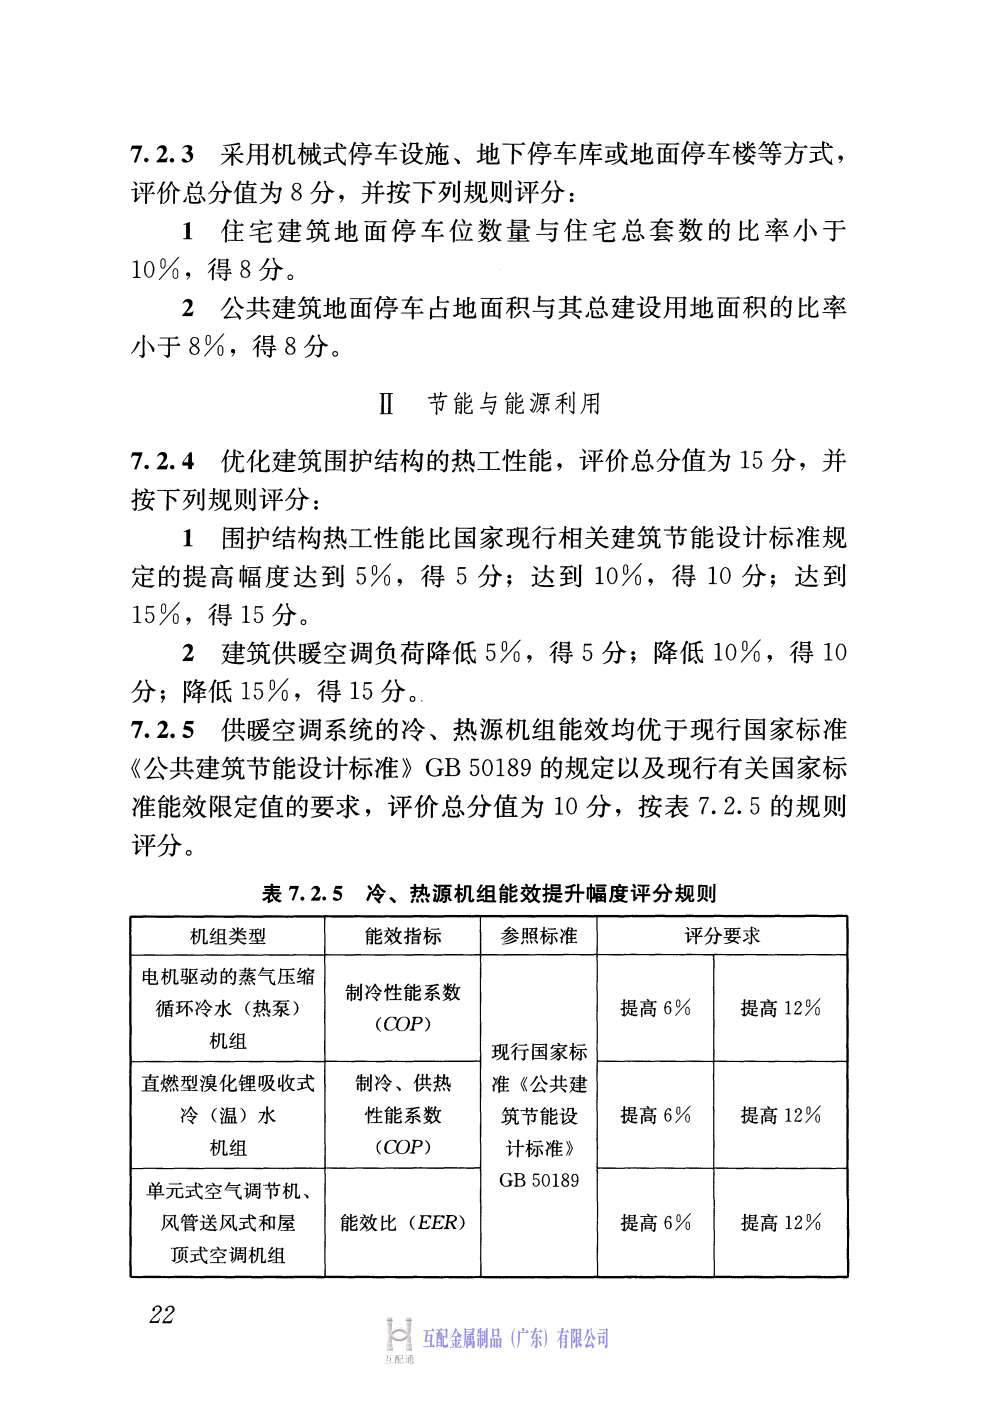 7.2.3 采用机械式停车设施、地下停车库或地面停车楼等方式，
评价总分值为 8 分，并按下列规则评分：
1 住宅建筑地面停车位数量与住宅总套数的比率小于
10%，得 8 分。
2 公共建筑地面停车占地面积与其总建设用地面积的比率
小于 8%，得 8 分。
Ⅱ 节能与能源利用
7.2.4 优化建筑围护结构的热工性能，评价总分值为 15 分，并
按下列规则评分：
1 围护结构热工性能比国家现行相关建筑节能设计标准规
定的提高幅度达到 5%，得 5 分；达到 10%，得 10 分；达到
15%，得 15 分。
2 建筑供暖空调负荷降低 5%，得 5 分；降低 10%，得 10
分；降低 15%，得 15 分。
7.2.5 供暖空调系统的冷、热源机组能效均优于现行国家标准
《公共建筑节能设计标准》GB 50189 的规定以及现行有关国家标
准能效限定值的要求，评价总分值为 10 分，按表 7.2.5 的规则
评分。
表 7.2.5 冷、热源机组能效提升幅度评分规则
机组类型 能效指标 参照标准 评分要求
电机驱动的蒸气压缩
循环冷水（热泵）
机组
制冷性能系数
（COP）
现行国家标
准《公共建
筑节能设
计标准》
GB 50189
提高 6% 提高 12%
直燃型溴化锂吸收式
冷（温）水
机组
制冷、供热
性能系数
（COP）
提高 6% 提高 12%
单元式空气调节机、
风管送风式和屋
顶式空调机组
能效比（EER）
提高 6% 提高 12%
22
互配通
互配金属制品（广东）有限公司